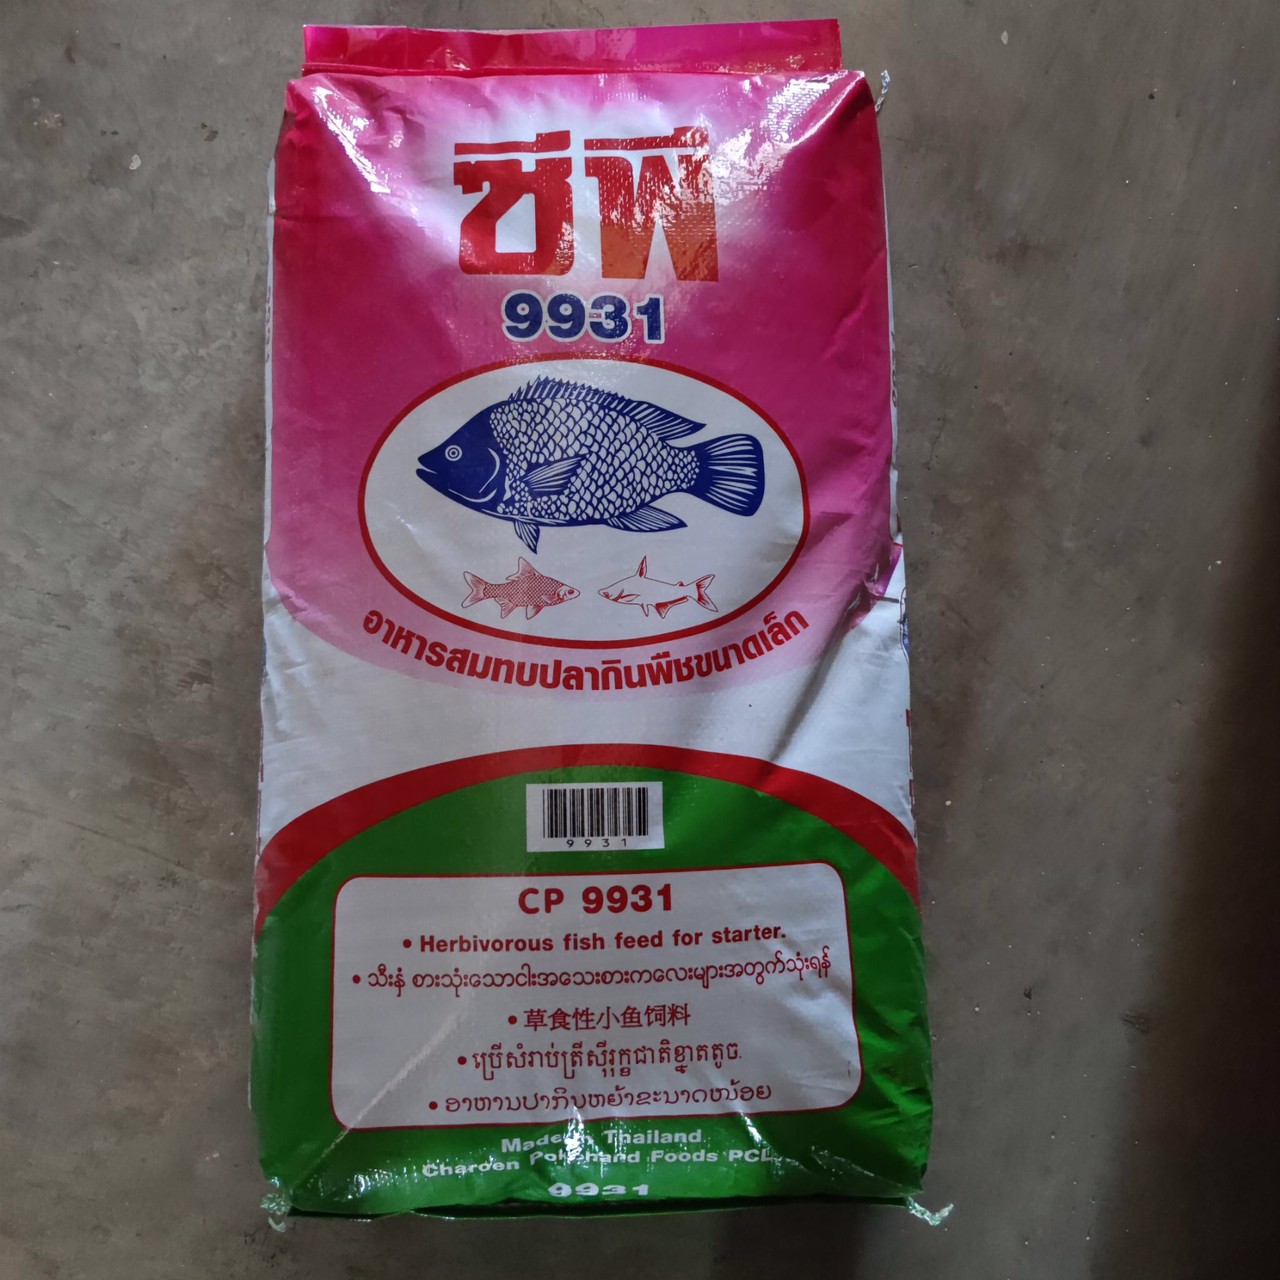 ซีพี
9931
อาหารสมทบปลากินพืชขนาดเล็ก
9931
CP 9931
• Herbivorous fish feed for starter.
• သီးနှံ စားသုံးသောငါးအသေးစားကလေးများအတွက်သုံးရန်
• 草食性小鱼饲料
• ប្រើសំរាប់ត្រីស៊ីរុក្ខជាតិខ្នាតតូច.
• ອາຫານປາກິນຫຍ້າຂະນາດໜ້ອຍ
Made in Thailand
Charoen Pokphand Foods PCL.
9931